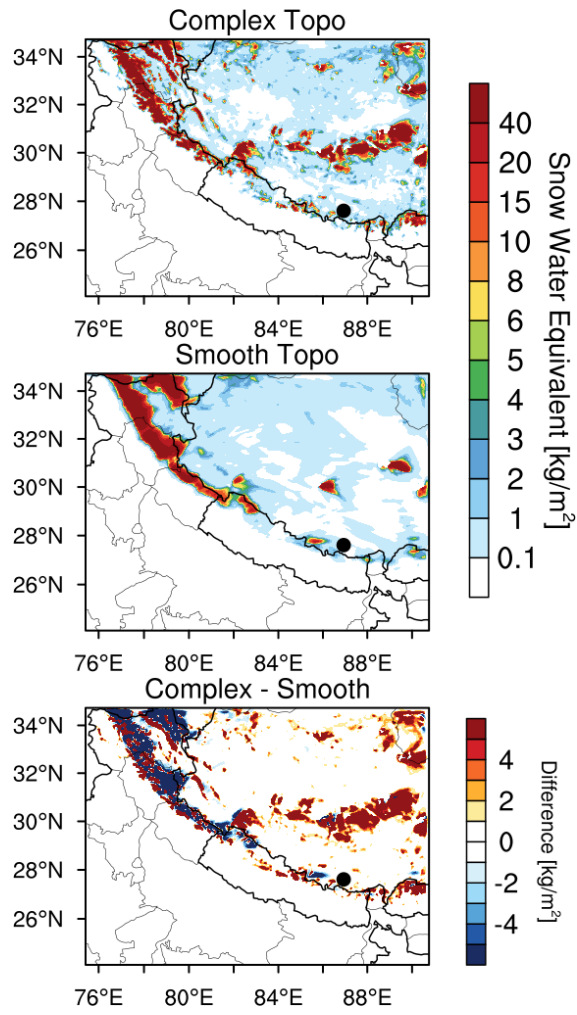 Complex Topo
34°N
32°N
30°N
28°N
26°N
76°E 80°E 84°E 88°E
Smooth Topo
34°N
32°N
30°N
28°N
26°N
76°E 80°E 84°E 88°E
Complex - Smooth
34°N
32°N
30°N
28°N
26°N
76°E 80°E 84°E 88°E
40
20
15
10
8
6
5
4
3
2
1
0.1
Snow Water Equivalent [kg/m²]
4
2
0
-2
-4
Difference [kg/m²]